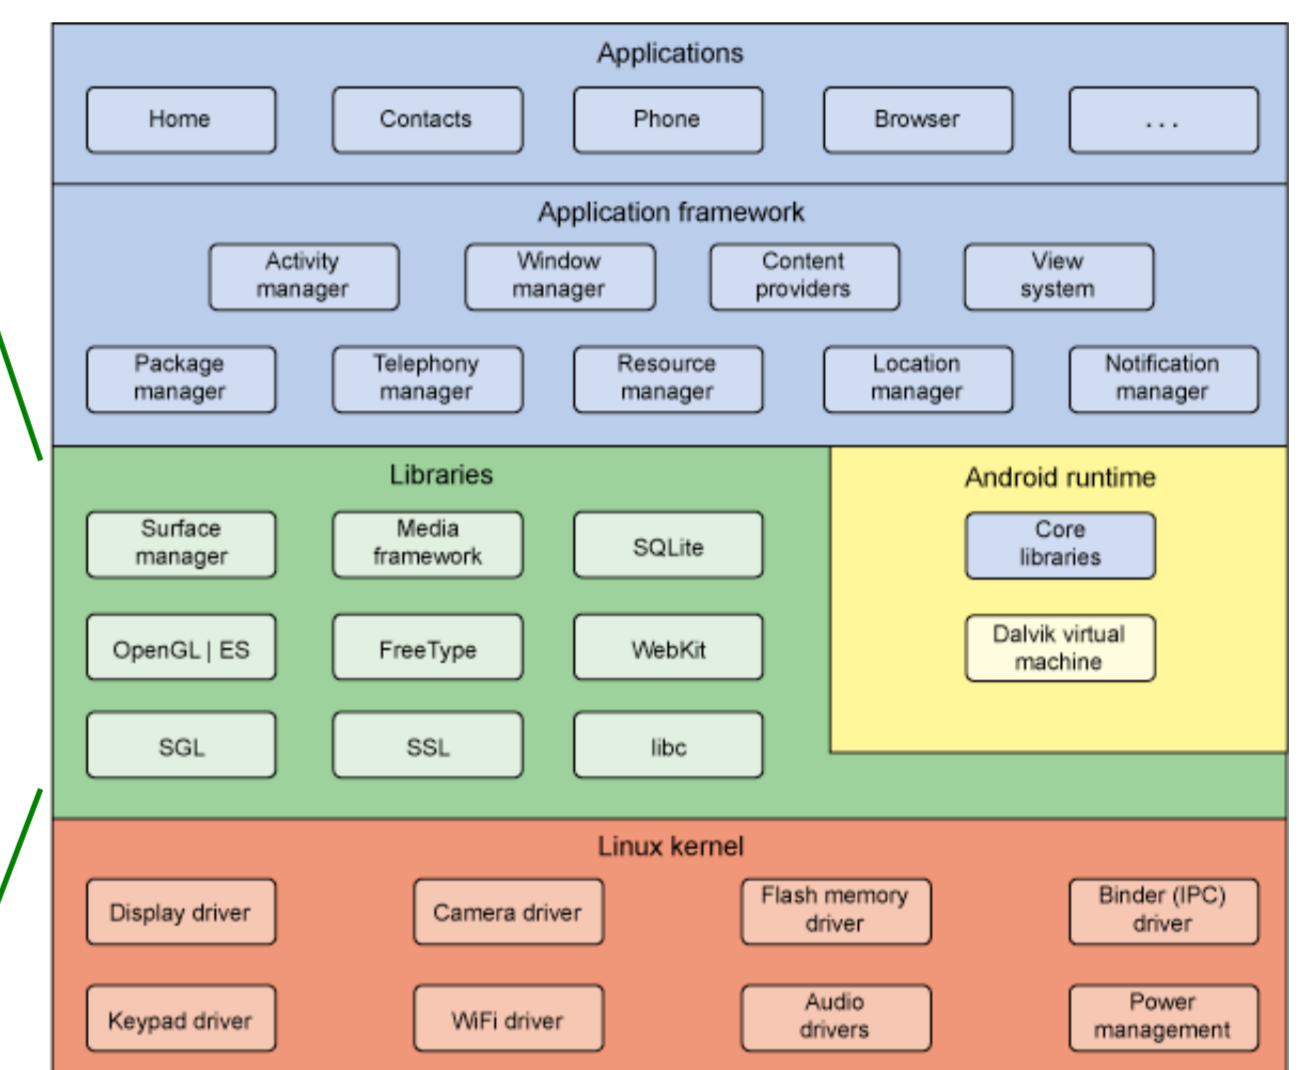 Applications
Home
Contacts
Phone
Browser
...
Application framework
Activity
manager
Window
manager
Content
providers
View
system
Package
manager
Telephony
manager
Resource
manager
Location
manager
Notification
manager
Libraries
Android runtime
Surface
manager
Media
framework
SQLite
Core
libraries
OpenGL | ES
FreeType
WebKit
Dalvik virtual
machine
SGL
SSL
libc
Linux kernel
Display driver
Camera driver
Flash memory
driver
Binder (IPC)
driver
Keypad driver
WiFi driver
Audio
drivers
Power
management